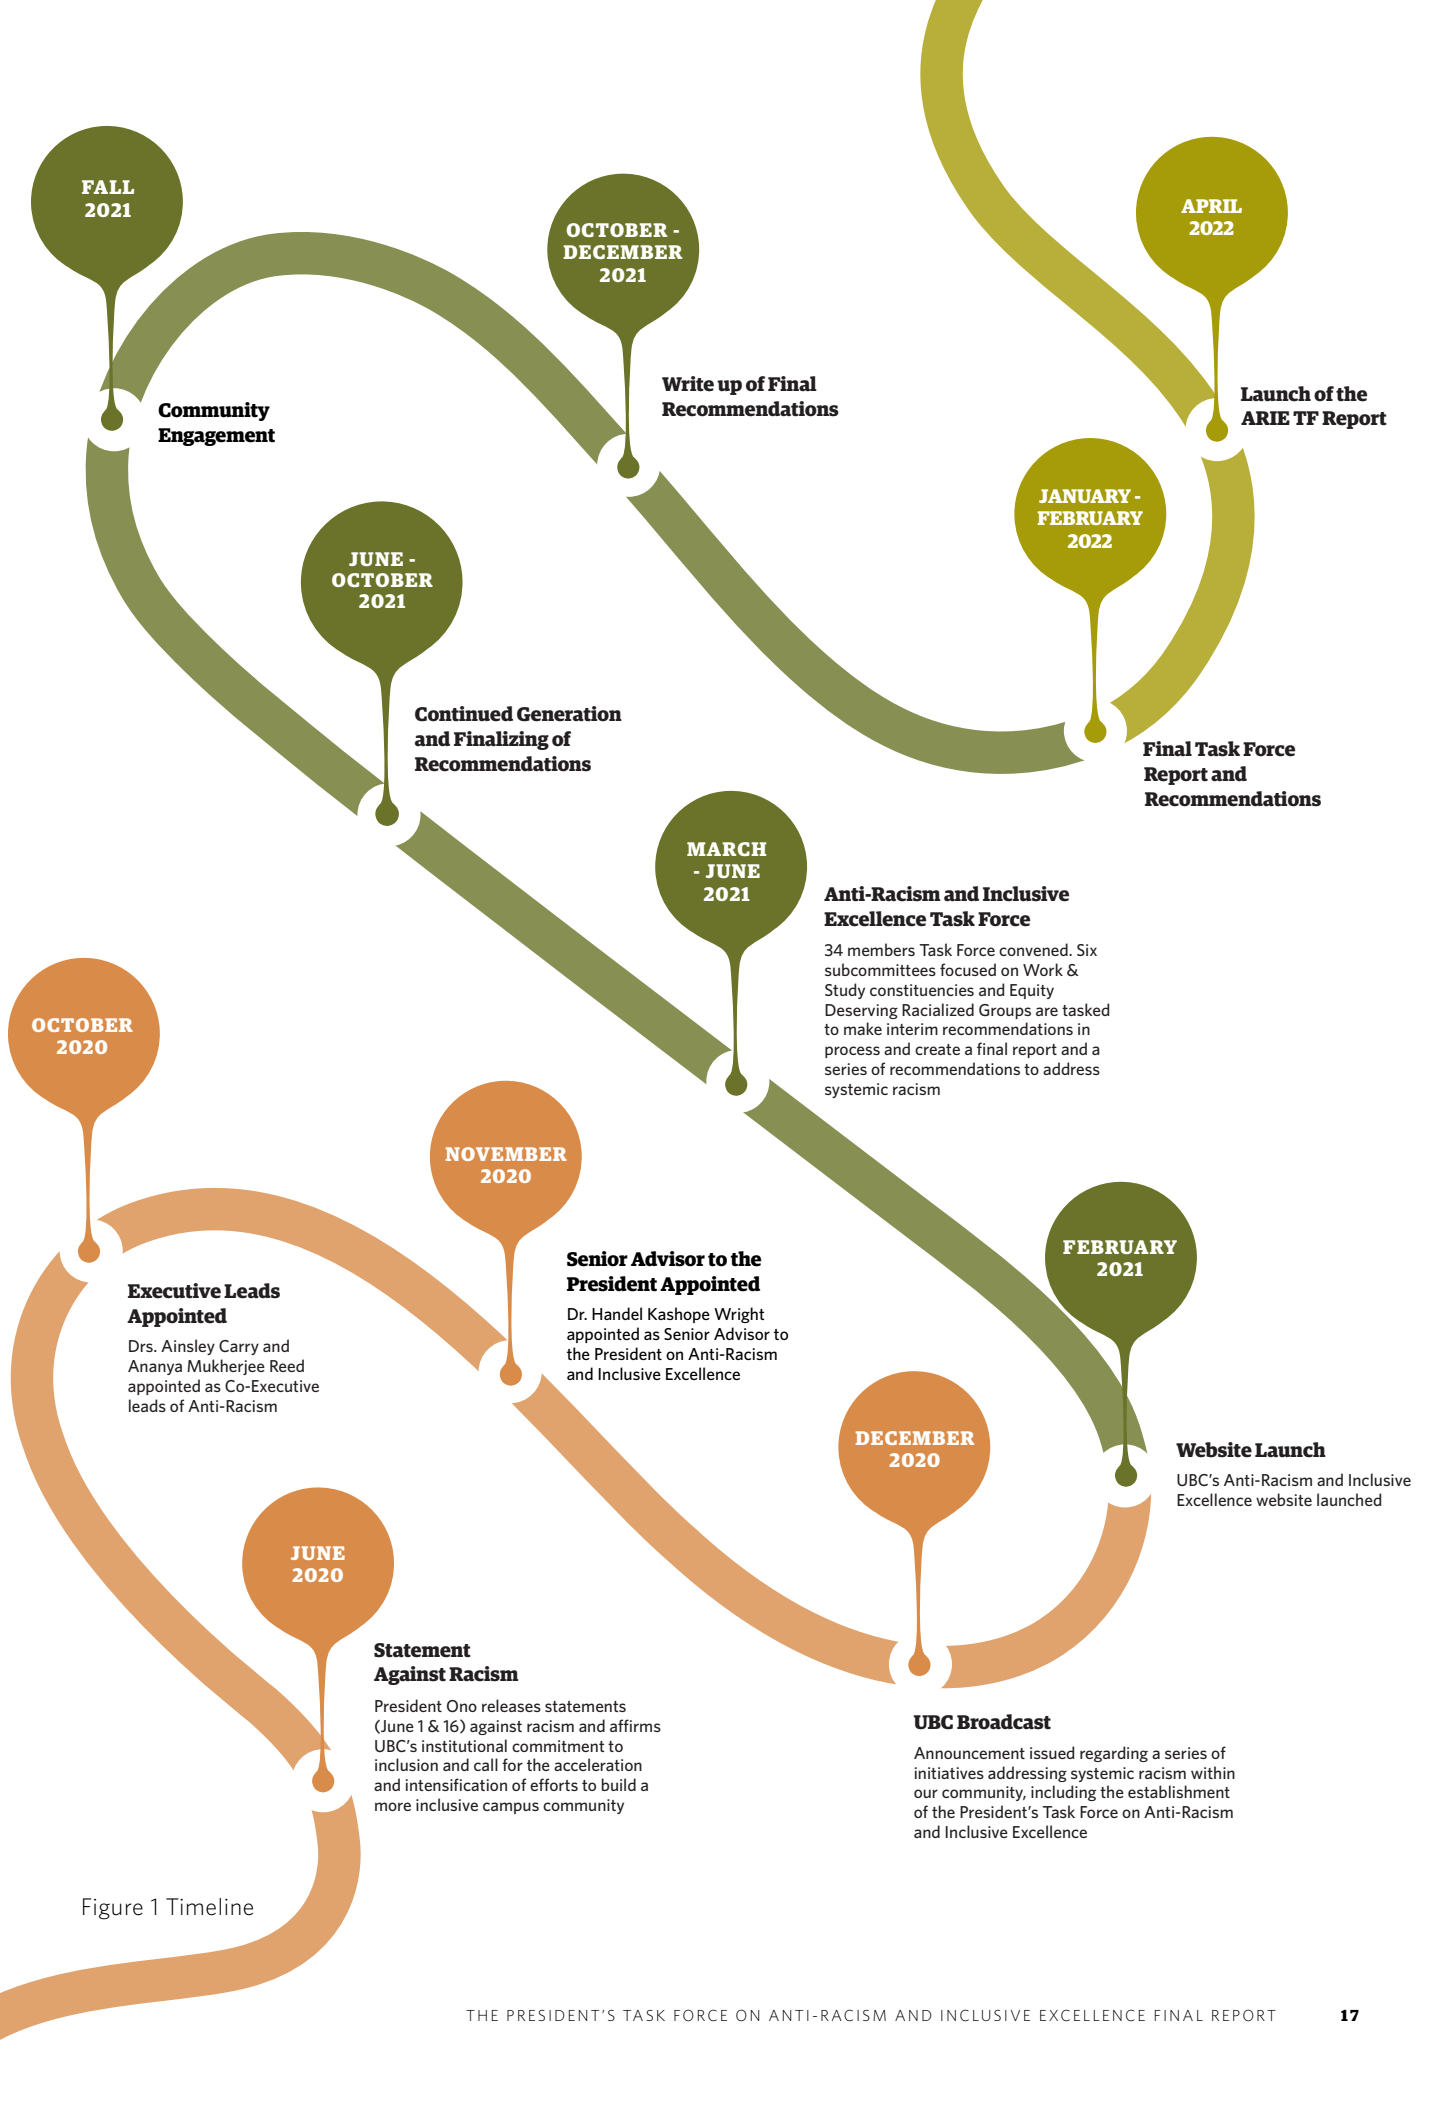 FALL
2021
Community
Engagement
OCTOBER -
DECEMBER
2021
Write up of Final
Recommendations
APRIL
2022
Launch of the
ARIE TF Report
JANUARY -
FEBRUARY
2022
Final Task Force
Report and
Recommendations
JUNE -
OCTOBER
2021
Continued Generation
and Finalizing of
Recommendations
MARCH
- JUNE
2021
Anti-Racism and Inclusive
Excellence Task Force
34 members Task Force convened. Six
subcommittees focused on Work &
Study constituencies and Equity
Deserving Racialized Groups are tasked
to make interim recommendations in
process and create a final report and a
series of recommendations to address
systemic racism
OCTOBER
2020
Executive Leads
Appointed
Drs. Ainsley Carry and
Ananya Mukherjee Reed
appointed as Co-Executive
leads of Anti-Racism
NOVEMBER
2020
Senior Advisor to the
President Appointed
Dr. Handel Kashope Wright
appointed as Senior Advisor to
the President on Anti-Racism
and Inclusive Excellence
FEBRUARY
2021
Website Launch
UBC's Anti-Racism and Inclusive
Excellence website launched
DECEMBER
2020
UBC Broadcast
Announcement issued regarding a series of
initiatives addressing systemic racism within
our community, including the establishment
of the President's Task Force on Anti-Racism
and Inclusive Excellence
JUNE
2020
Statement
Against Racism
President Ono releases statements
(June 1 & 16) against racism and affirms
UBC's institutional commitment to
inclusion and call for the acceleration
and intensification of efforts to build a
more inclusive campus community
Figure 1 Timeline
THE PRESIDENT'S TASK FORCE ON ANTI-RACISM AND INCLUSIVE EXCELLENCE FINAL REPORT 17